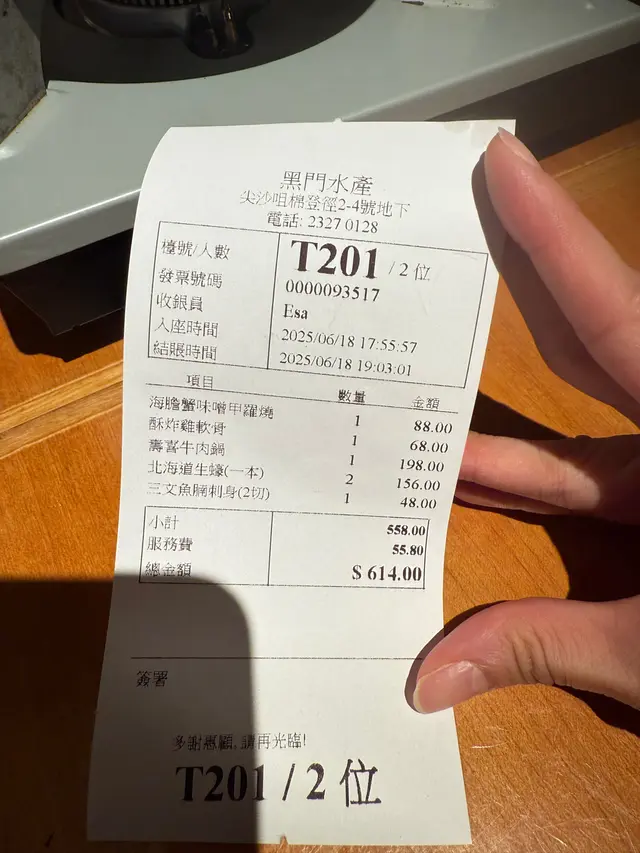 黑門水產
尖沙咀棉登徑2-4號地下
電話: 2327 0128
檯號/人數 T201 / 2 位
發票號碼 0000093517
收銀員 Esa
入座時間 2025/06/18 17:55:57
結賬時間 2025/06/18 19:03:01
項目 數量 金額
海膽蟹味噌甲羅燒 1 88.00
酥炸雞軟骨 1 68.00
壽喜牛肉鍋 1 198.00
北海道生蠔(一本) 2 156.00
三文魚腩刺身(2切) 1 48.00
小計 558.00
服務費 55.80
總金額 $ 614.00
簽署
多謝惠顧, 請再光臨!
T201 / 2 位